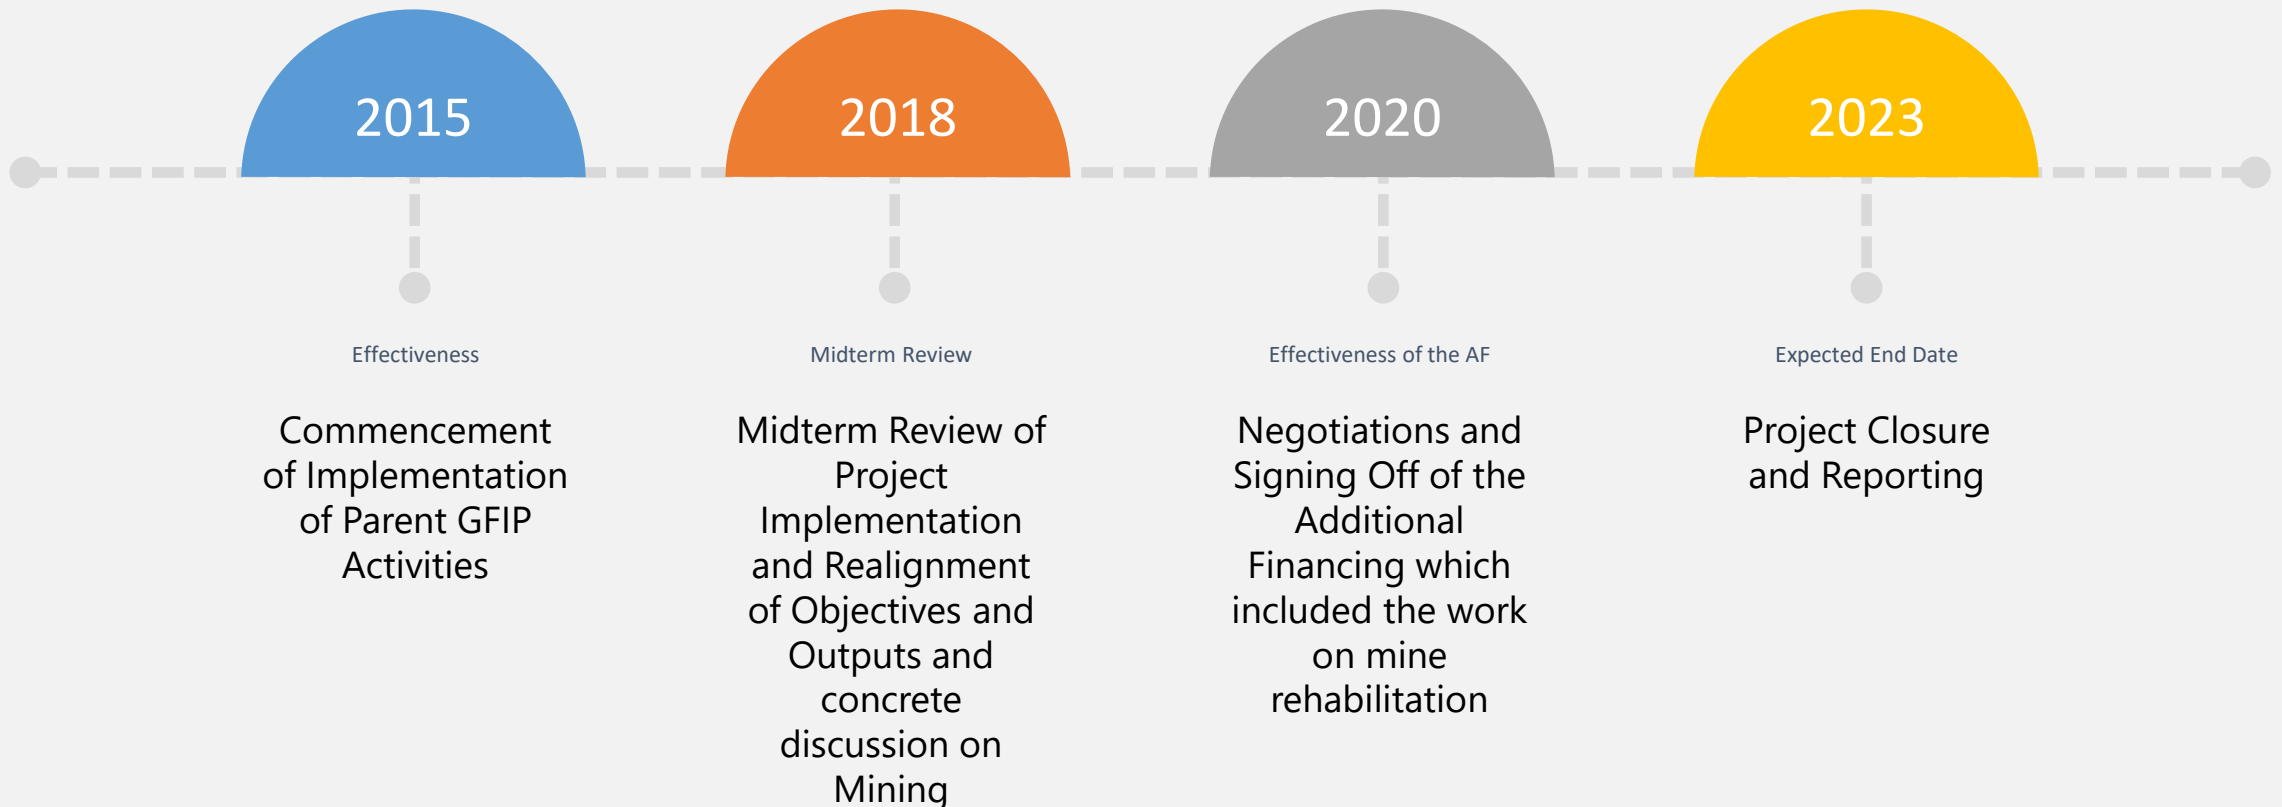 2015
2018
2020
2023
Effectiveness
Midterm Review
Effectiveness of the AF
Expected End Date
Commencement
of Implementation
of Parent GFIP
Activities
Midterm Review of
Project
Implementation
and Realignment
of Objectives and
Outputs and
concrete
discussion on
Mining
Negotiations and
Signing Off of the
Additional
Financing which
included the work
on mine
rehabilitation
Project Closure
and Reporting